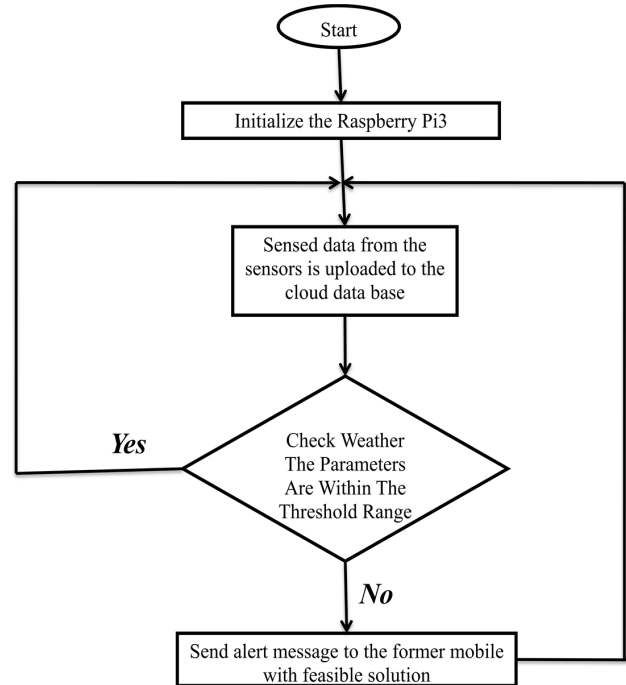 Start
Initialize the Raspberry Pi3
Sensed data from the
sensors is uploaded to the
cloud data base
Yes
Check Weather
The Parameters
Are Within The
Threshold Range
No
Send alert message to the former mobile
with feasible solution